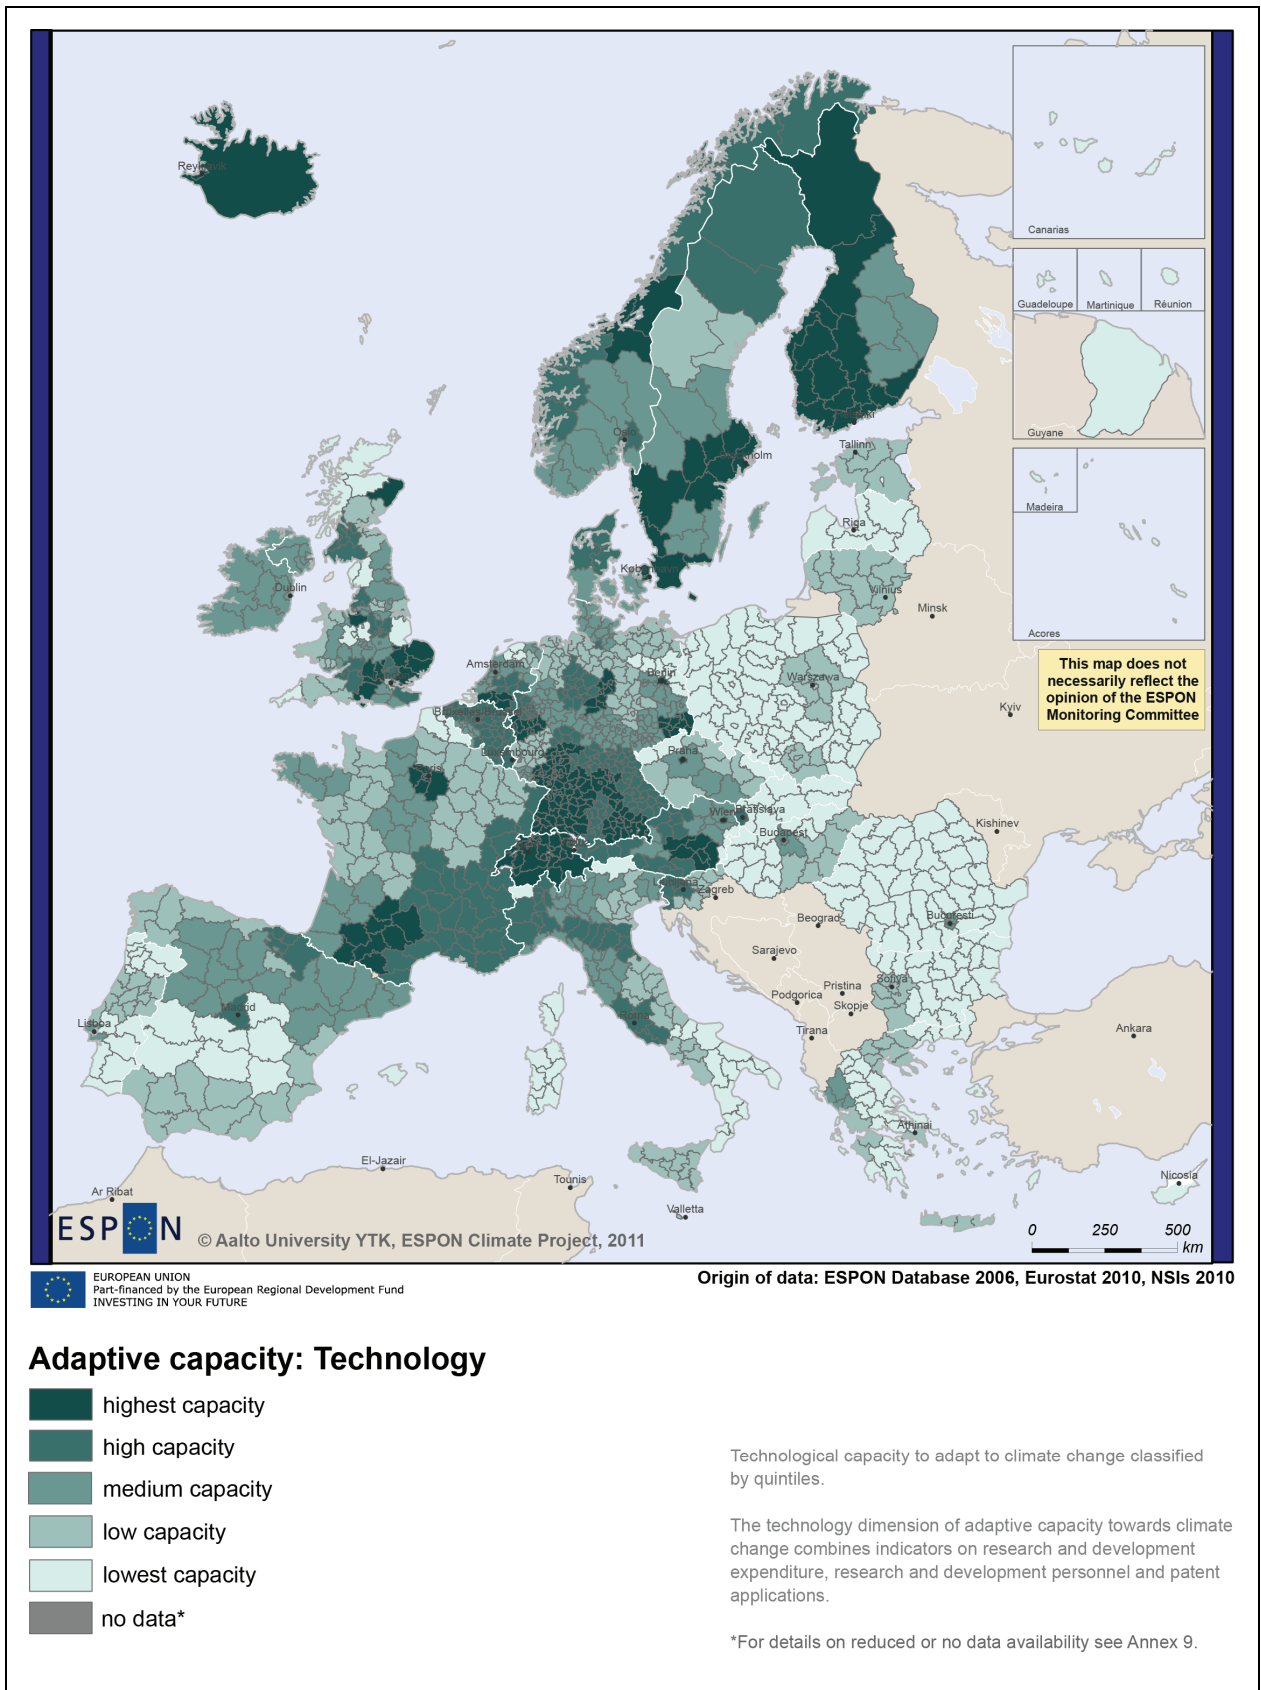 Reykjavik
Canarias
Guadeloupe
Martinique
Réunion
Guyane
Madeira
Acores
This map does not
necessarily reflect the
opinion of the ESPON
Monitoring Committee
Oslo
Helsinki
Stockholm
Tallinn
Riga
København
Vilnius
Minsk
Dublin
Amsterdam
Berlin
Warszawa
Kyiv
Luxembourg
Praha
Paris
Wien
Bratislava
Budapest
Kishinev
Ljubljana
Zagreb
Beograd
Bucuresti
Sarajevo
Pristina
Sofiya
Podgorica
Skopje
Madrid
Lisboa
Roma
Tirana
Ankara
Athinai
El-Jazair
Tounis
Ar Ribat
Valletta
Nicosia
ESPON
© Aalto University YTK, ESPON Climate Project, 2011
0 250 500
km
EUROPEAN UNION
Part-financed by the European Regional Development Fund
INVESTING IN YOUR FUTURE
Origin of data: ESPON Database 2006, Eurostat 2010, NSIs 2010
Adaptive capacity: Technology
highest capacity
high capacity
medium capacity
low capacity
lowest capacity
no data*
Technological capacity to adapt to climate change classified
by quintiles.
The technology dimension of adaptive capacity towards climate
change combines indicators on research and development
expenditure, research and development personnel and patent
applications.
*For details on reduced or no data availability see Annex 9.